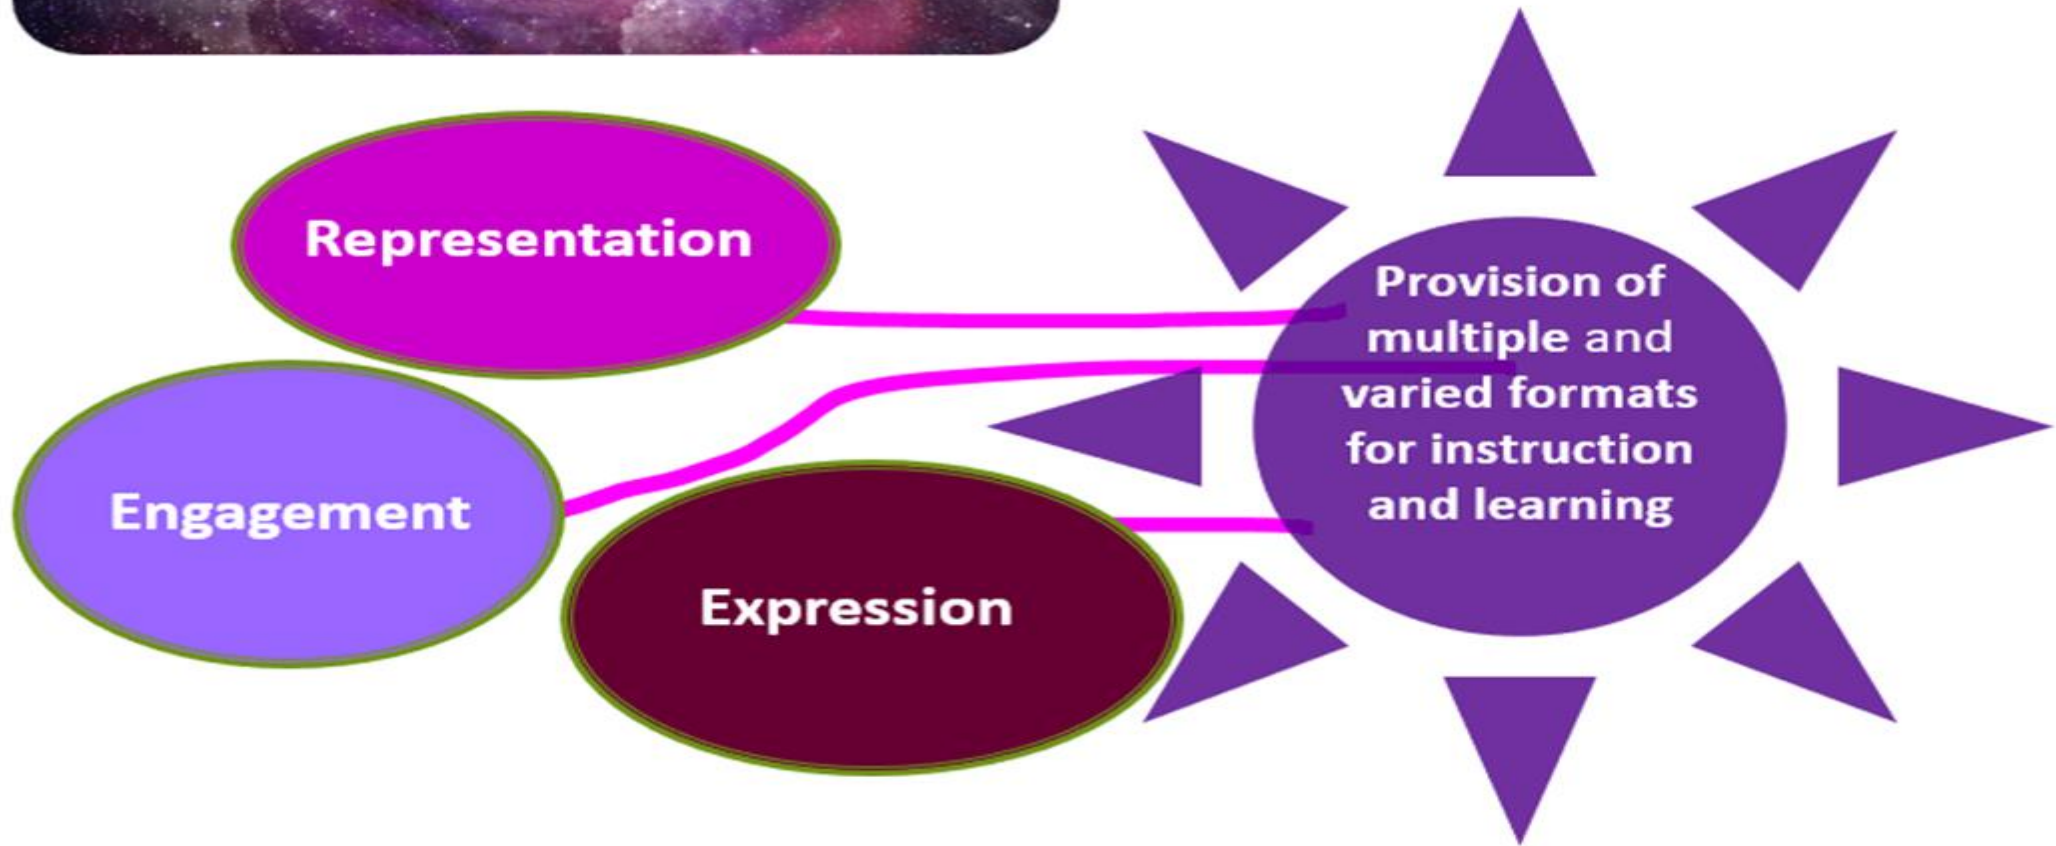 Representation
Engagement
Expression
Provision of
multiple and
varied formats
for instruction
and learning